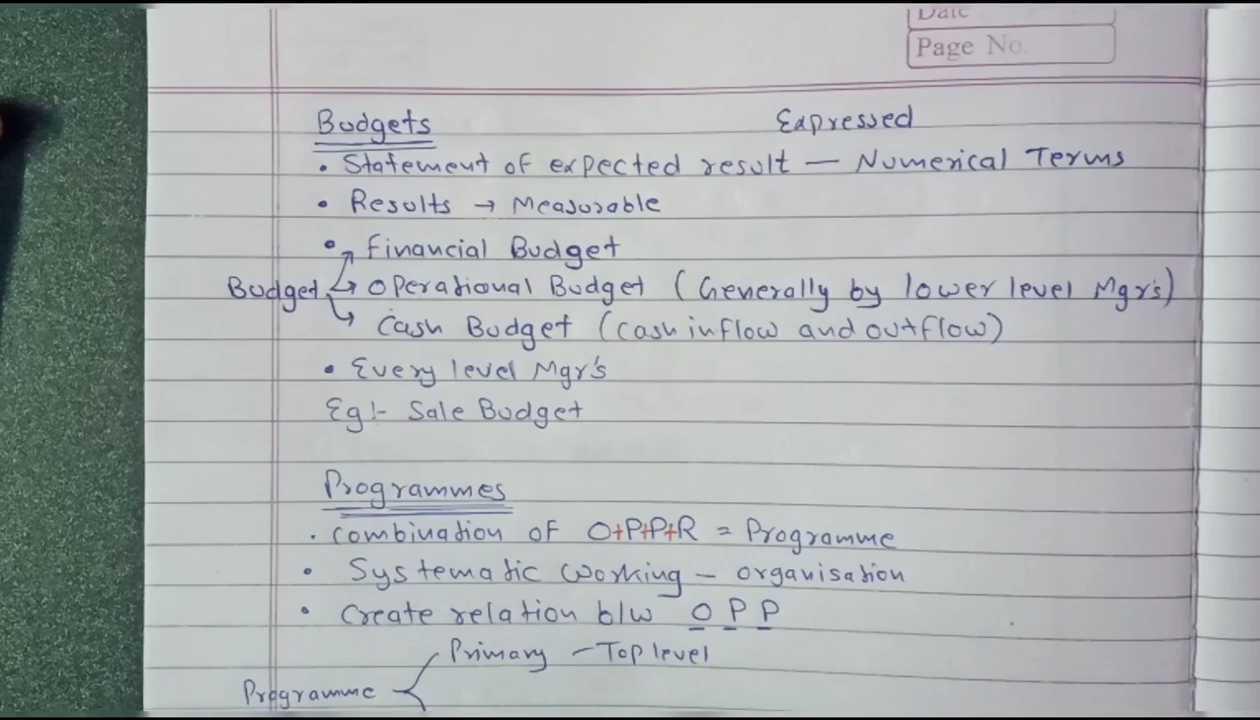 Date
Page No.
Budgets
Expressed
• Statement of expected result — Numerical Terms
• Results → Measurable
• Financial Budget
Budget → Operational Budget (Generally by lower level Mgr's)
Cash Budget (cash inflow and outflow)
• Every level Mgr's
Eg:- Sale Budget
Programmes
• Combination of O+P+P+R = Programme
• Systematic working - organisation
• Create relation b/w O P P
Primary - Top level
Programme